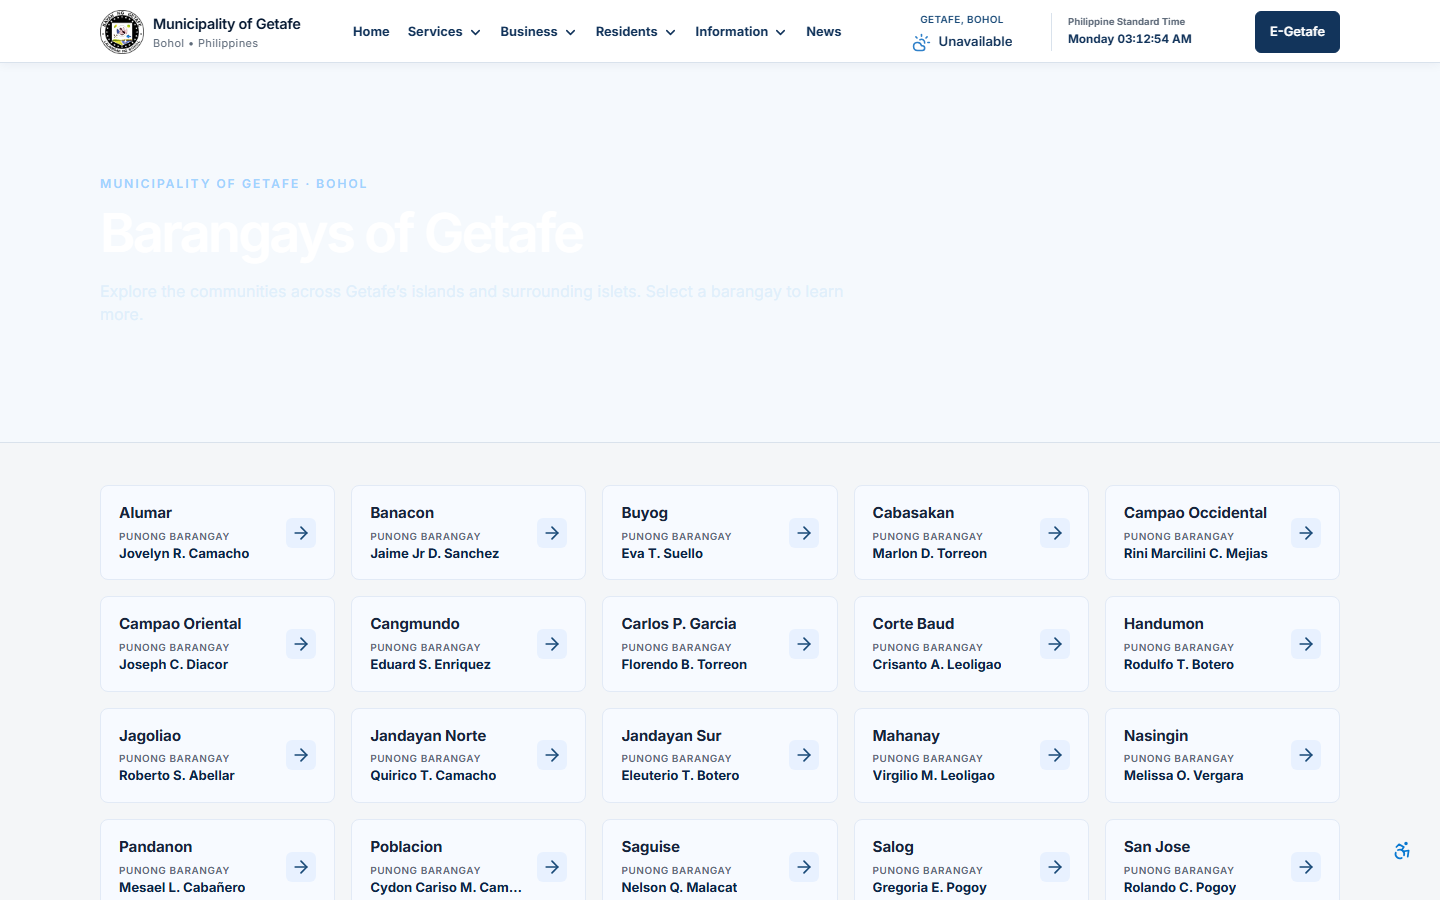 Municipality of Getafe
Bohol • Philippines
Home
Services
Business
Residents
Information
News
GETAFE, BOHOL
Unavailable
Philippine Standard Time
Monday 03:12:54 AM
E-Getafe
MUNICIPALITY OF GETAFE · BOHOL
Barangays of Getafe
Explore the communities across Getafe's islands and surrounding islets. Select a barangay to learn
more.
Alumar
PUNONG BARANGAY
Jovelyn R. Camacho
Banacon
PUNONG BARANGAY
Jaime Jr D. Sanchez
Buyog
PUNONG BARANGAY
Eva T. Suello
Cabasakan
PUNONG BARANGAY
Marlon D. Torreon
Campao Occidental
PUNONG BARANGAY
Rini Marcilini C. Mejias
Campao Oriental
PUNONG BARANGAY
Joseph C. Diacor
Cangmundo
PUNONG BARANGAY
Eduard S. Enriquez
Carlos P. Garcia
PUNONG BARANGAY
Florendo B. Torreon
Corte Baud
PUNONG BARANGAY
Crisanto A. Leoligao
Handumon
PUNONG BARANGAY
Rodulfo T. Botero
Jagoliao
PUNONG BARANGAY
Roberto S. Abellar
Jandayan Norte
PUNONG BARANGAY
Quirico T. Camacho
Jandayan Sur
PUNONG BARANGAY
Eleuterio T. Botero
Mahanay
PUNONG BARANGAY
Virgilio M. Leoligao
Nasingin
PUNONG BARANGAY
Melissa O. Vergara
Pandanon
PUNONG BARANGAY
Mesael L. Cabañero
Poblacion
PUNONG BARANGAY
Cydon Cariso M. Cam...
Saguise
PUNONG BARANGAY
Nelson Q. Malacat
Salog
PUNONG BARANGAY
Gregoria E. Pogoy
San Jose
PUNONG BARANGAY
Rolando C. Pogoy